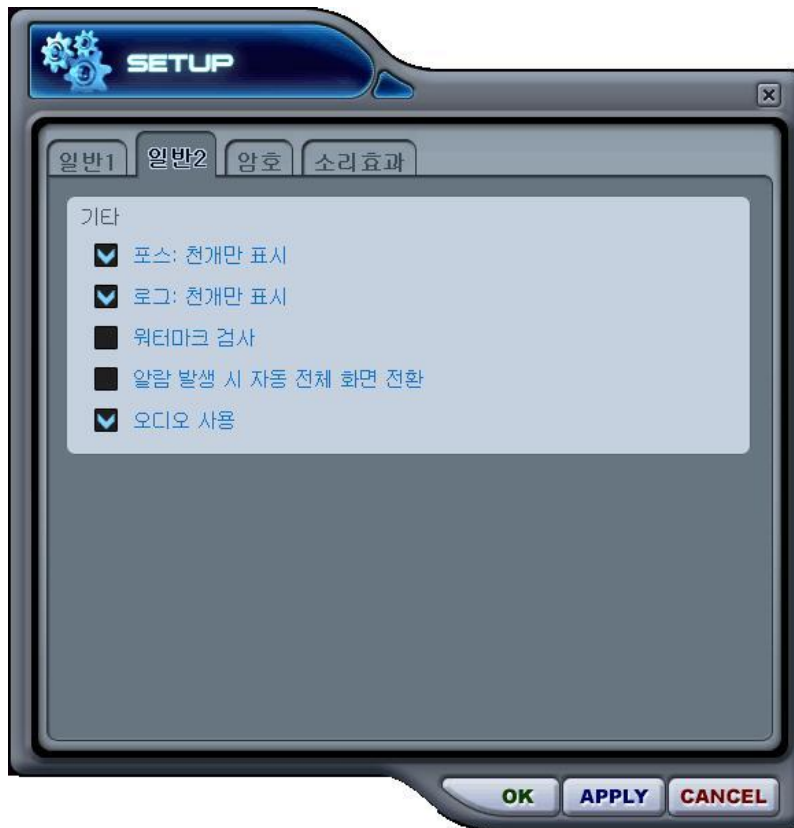 SETUP
일반1 일반2 암호 소리효과
기타
포스: 천개만 표시
로그: 천개만 표시
워터마크 검사
알람 발생 시 자동 전체 화면 전환
오디오 사용
OK APPLY CANCEL